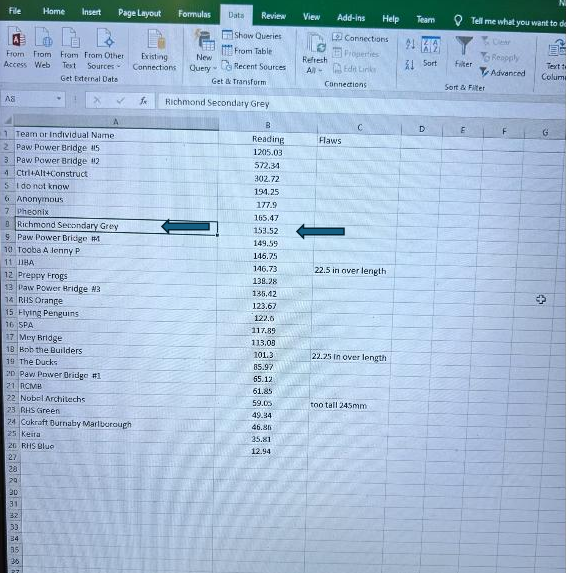 File Home Insert Page Layout Formulas Data Review View Add-ins Help Team Tell me what you want to do
From Access
From Web
From Text
From Other Sources
Get External Data
Existing Connections
New Query
Show Queries
From Table
Recent Sources
Get & Transform
Refresh All
Connections
Properties
Edit Links
Connections
Sort
Filter
Clear
Reapply
Advanced
Sort & Filter
Text to
Colum
A8 fx Richmond Secondary Grey
A B C D E F G
1 Team or Individual Name Reading Flaws
2 Paw Power Bridge #5 1205.03
3 Paw Power Bridge #2 572.34
4 Ctrl+Alt+Construct 302.72
5 I do not know 194.25
6 Anonymous 177.9
7 Pheonix 165.47
8 Richmond Secondary Grey 153.52
9 Paw Power Bridge #4 149.59
10 Tooba A Jenny P 146.75
11 JJBA 146.73 22.5 in over length
12 Preppy Frogs 138.28
13 Paw Power Bridge #3 136.42
14 RHS Orange 123.67
15 Flying Penguins 122.6
16 SPA 117.89
17 Mey Bridge 113.08
18 Bob the Builders 101.3 22.25 in over length
19 The Ducks 85.97
20 Paw Power Bridge #1 65.12
21 RCMB 61.85
22 Nobel Architechs 59.05 too tall 245mm
23 RHS Green 49.34
24 Cokraft Burnaby Marlborough 46.86
25 Keira 35.81
26 RHS Blue 12.94
27
28
29
30
31
32
33
34
35
36
37